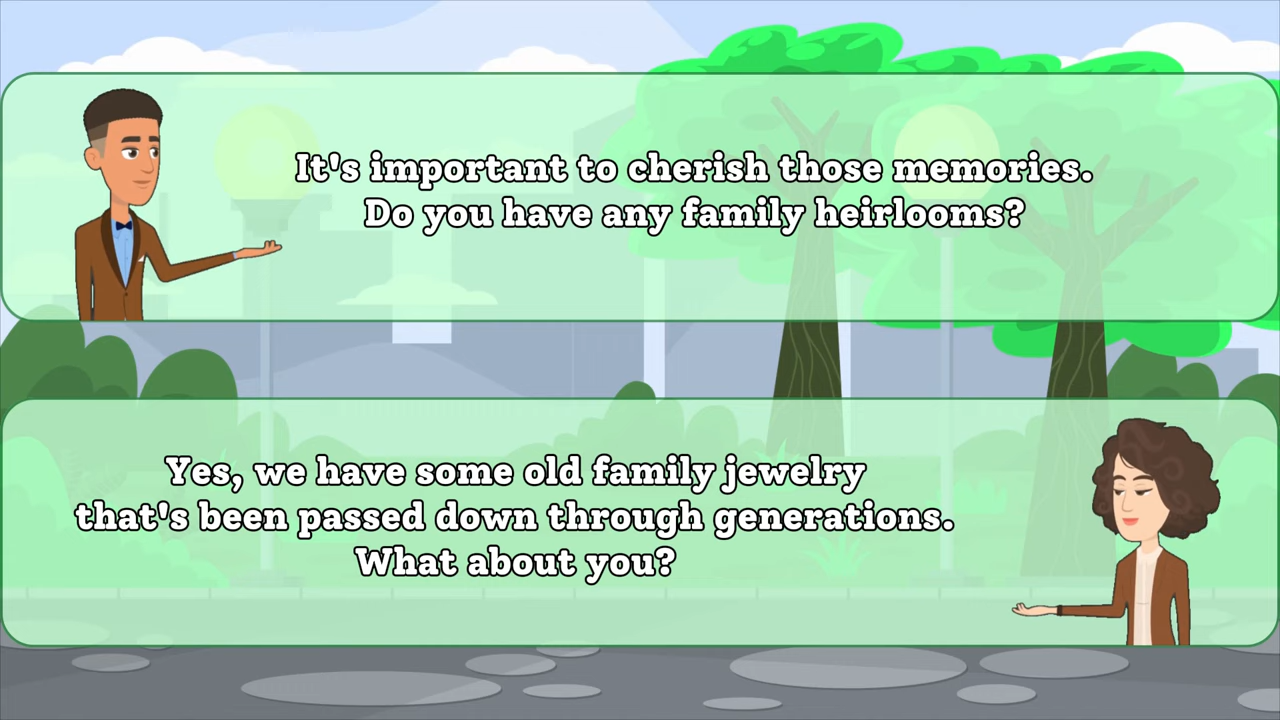 It's important to cherish those memories.
Do you have any family heirlooms?
Yes, we have some old family jewelry
that's been passed down through generations.
What about you?